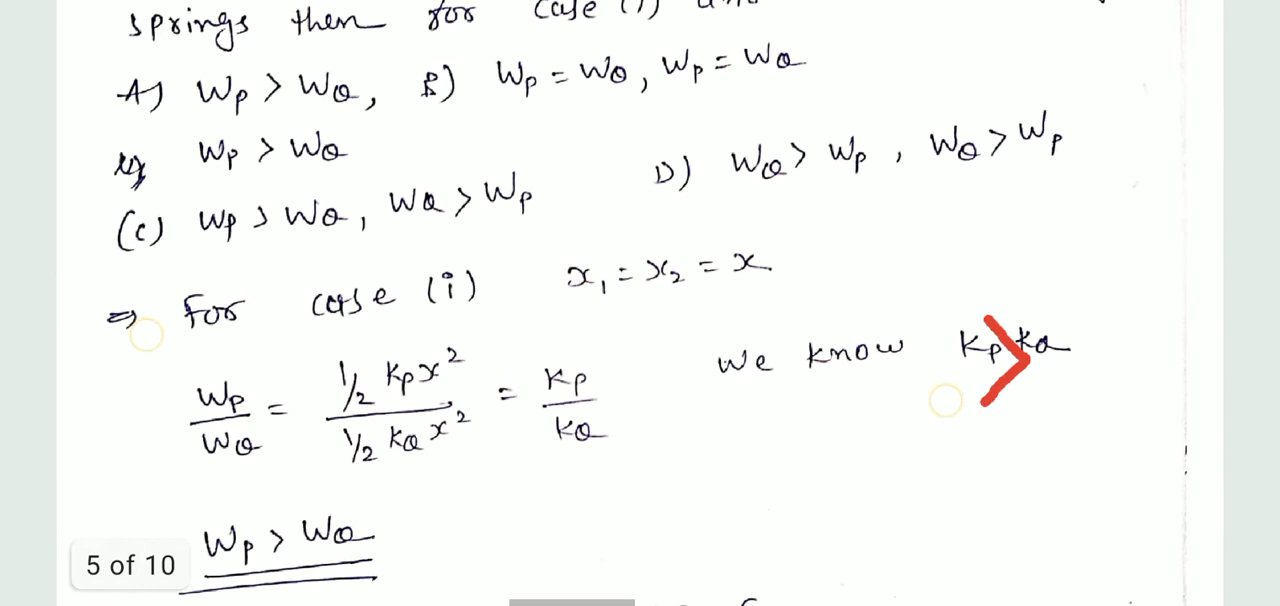 springs then for case (i)
A) Wp > WQ, B) Wp = WQ, Wp = WQ
Wp > WQ
(c) Wp > WQ, WQ > Wp D) WQ > Wp, WQ > Wp
⇒ For case (i) x₁ = x₂ = x
Wp/WQ = ½ Kp x² / ½ KQ x² = Kp/KQ We know Kp > KQ
Wp > WQ
5 of 10